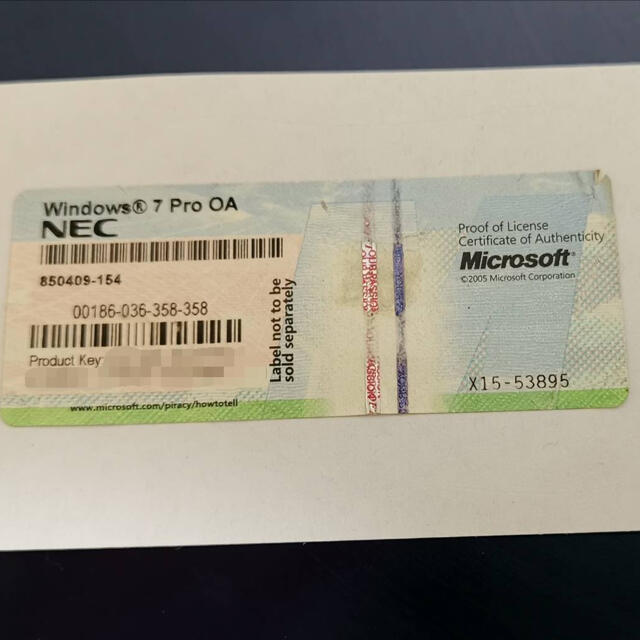 Windows® 7 Pro OA
NEC
850409-154
00186-036-358-358
Product Key:
www.microsoft.com/piracy/howtotell
Label not to be
sold separately
Proof of License
Certificate of Authenticity
Microsoft®
©2005 Microsoft Corporation
X15-53895